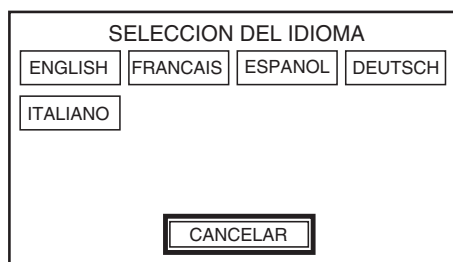 SELECCION DEL IDIOMA
ENGLISH FRANCAIS ESPANOL DEUTSCH
ITALIANO
CANCELAR